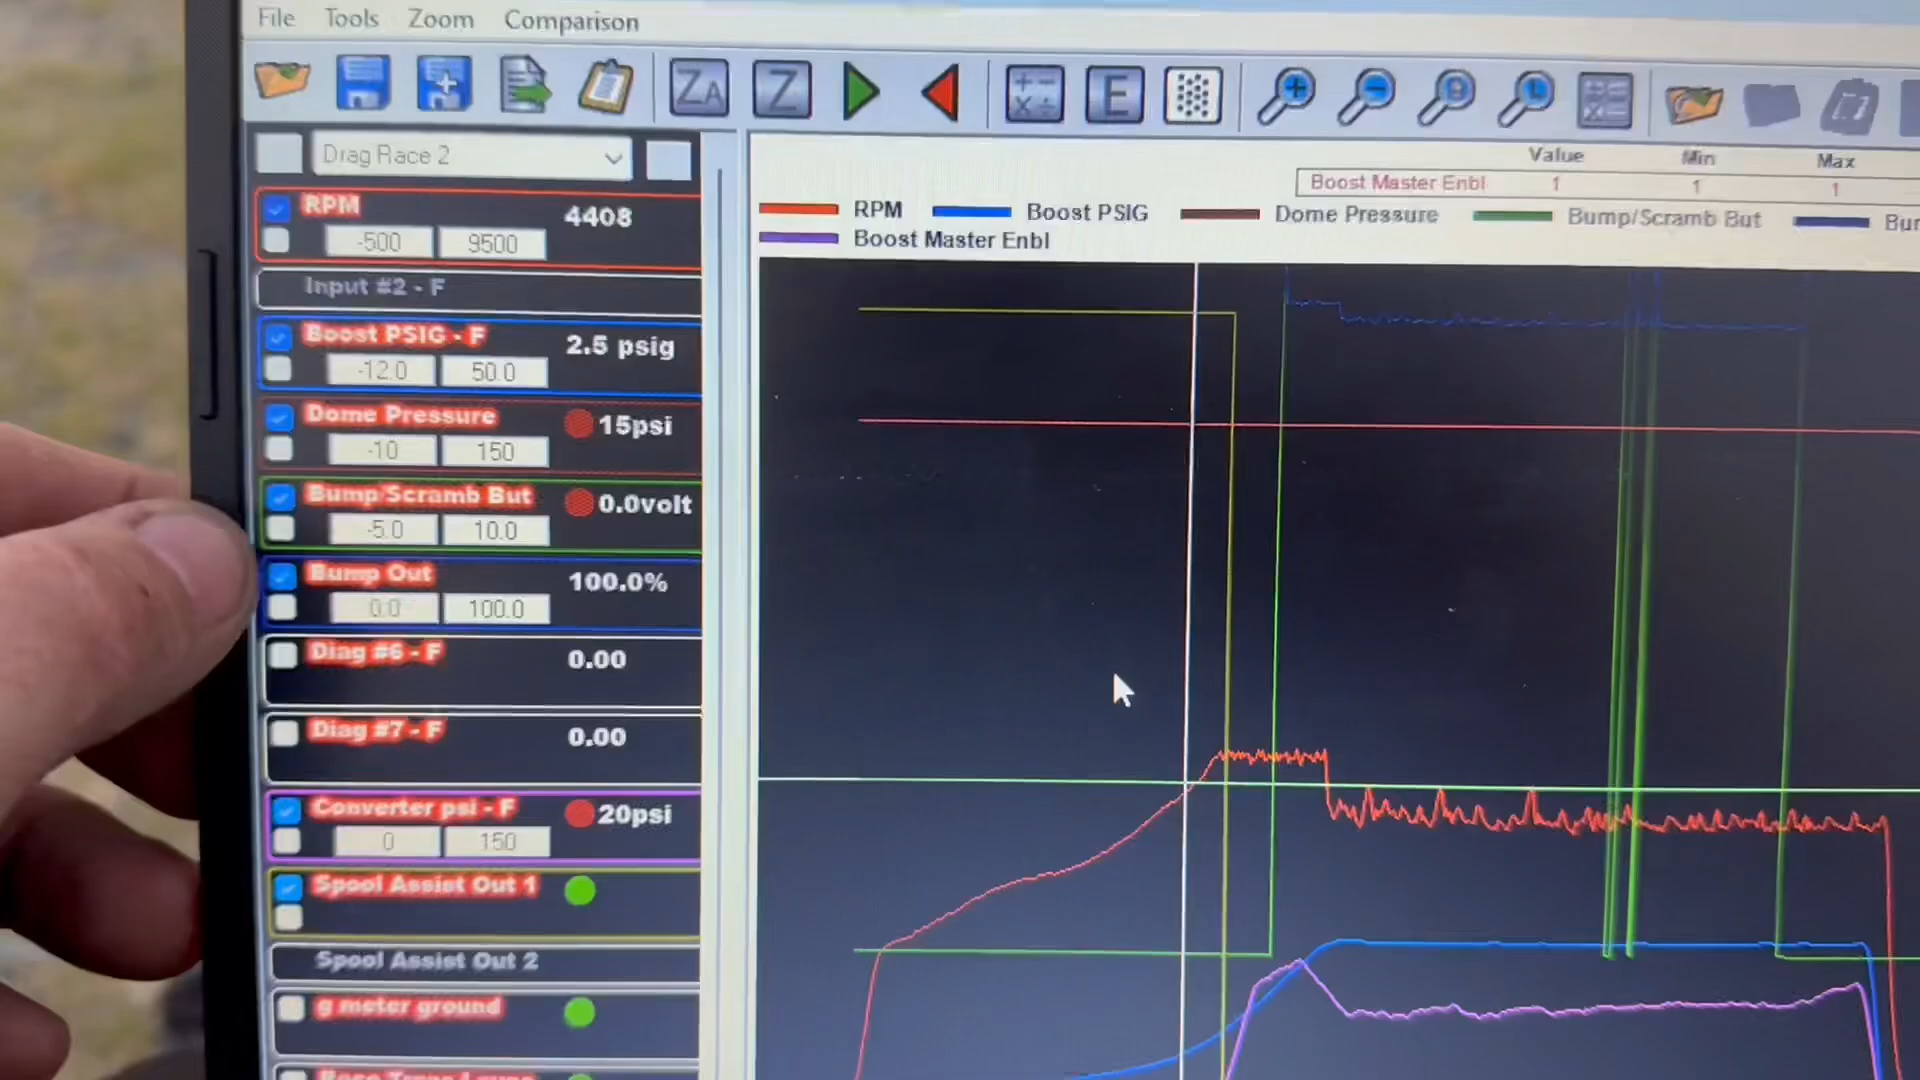 File Tools Zoom Comparison
ZA Z E
Drag Race 2
Value Min Max
Boost Master Enbl 1 1 1
RPM Boost PSIG Dome Pressure Bump/Scramb But
Boost Master Enbl
RPM 4408
-500 9500
Input #2 - F
Boost PSIG - F 2.5 psig
-12.0 50.0
Dome Pressure 15psi
-10 150
Bump/Scramb But 0.0volt
-5.0 10.0
Bump Out 100.0%
0.0 100.0
Diag #6 - F 0.00
Diag #7 - F 0.00
Converter psi - F 20psi
0 150
Spool Assist Out 1
Spool Assist Out 2
g meter ground